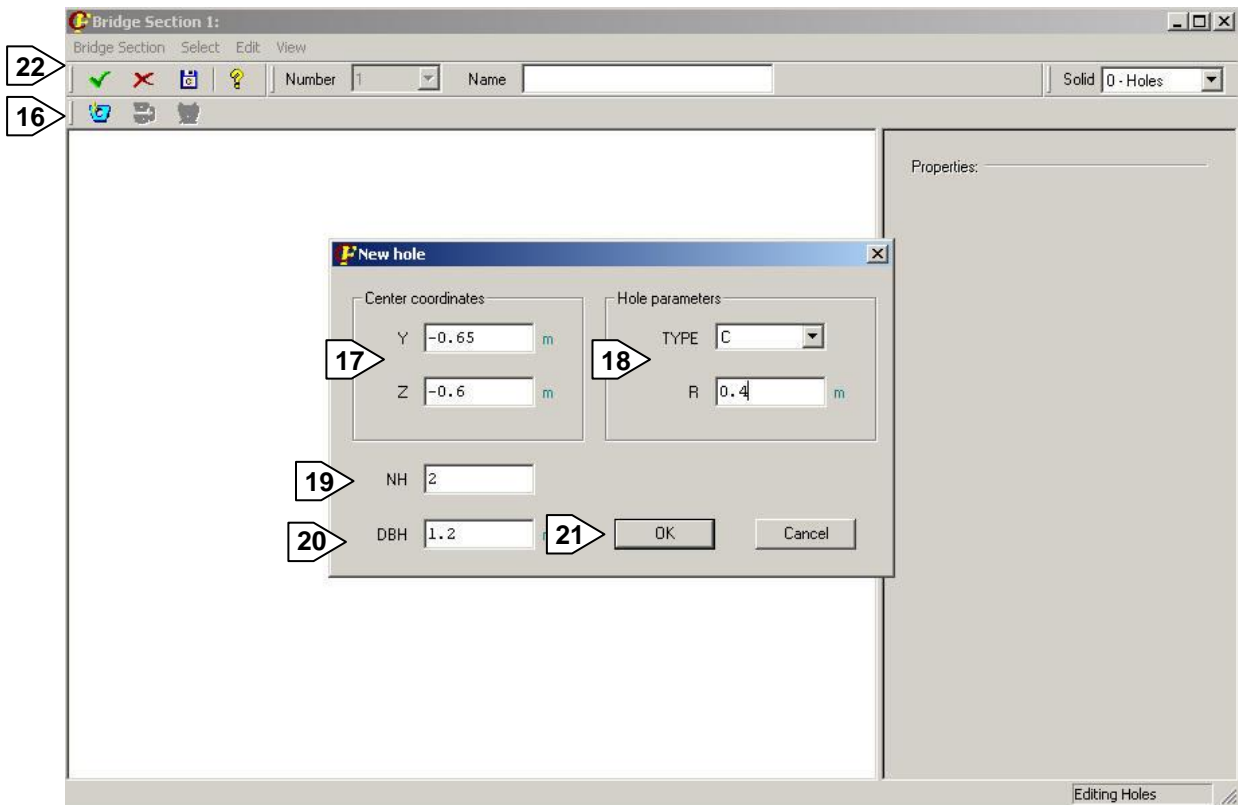 Bridge Section 1:
Bridge Section Select Edit View
22
Number 1 Name Solid 0 - Holes
16
Properties:
New hole
Center coordinates Hole parameters
17 Y -0.65 m 18 TYPE C
Z -0.6 m R 0.4 m
19 NH 2
20 DBH 1.2 21 OK Cancel
Editing Holes